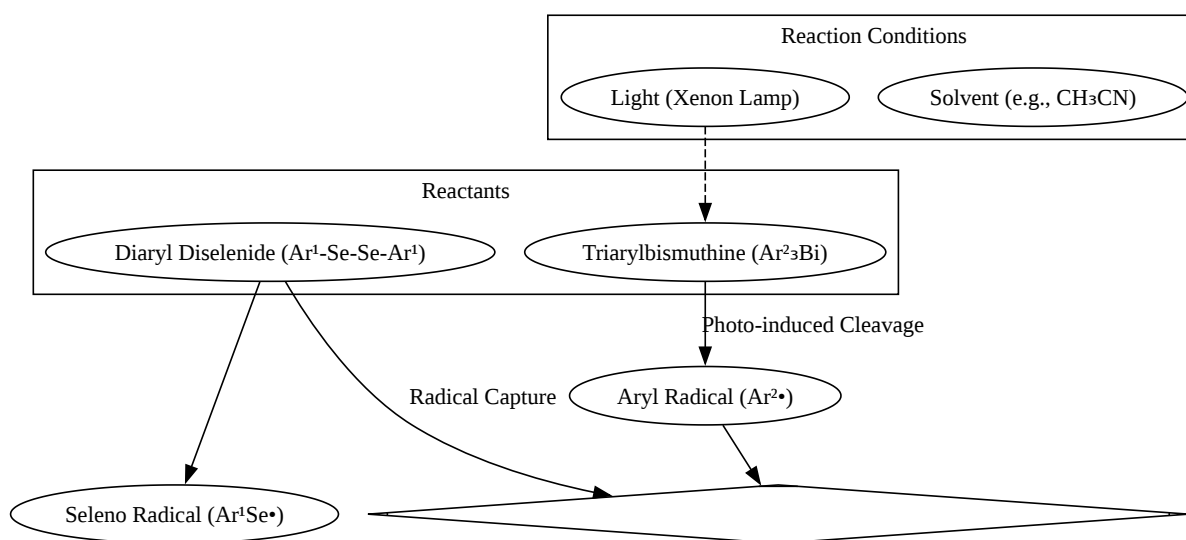 Reaction Conditions
Light (Xenon Lamp)
Solvent (e.g., CH₃CN)
Reactants
Diaryl Diselenide (Ar¹-Se-Se-Ar¹)
Triarylbismuthine (Ar²₃Bi)
Photo-induced Cleavage
Radical Capture
Aryl Radical (Ar²•)
Seleno Radical (Ar¹Se•)